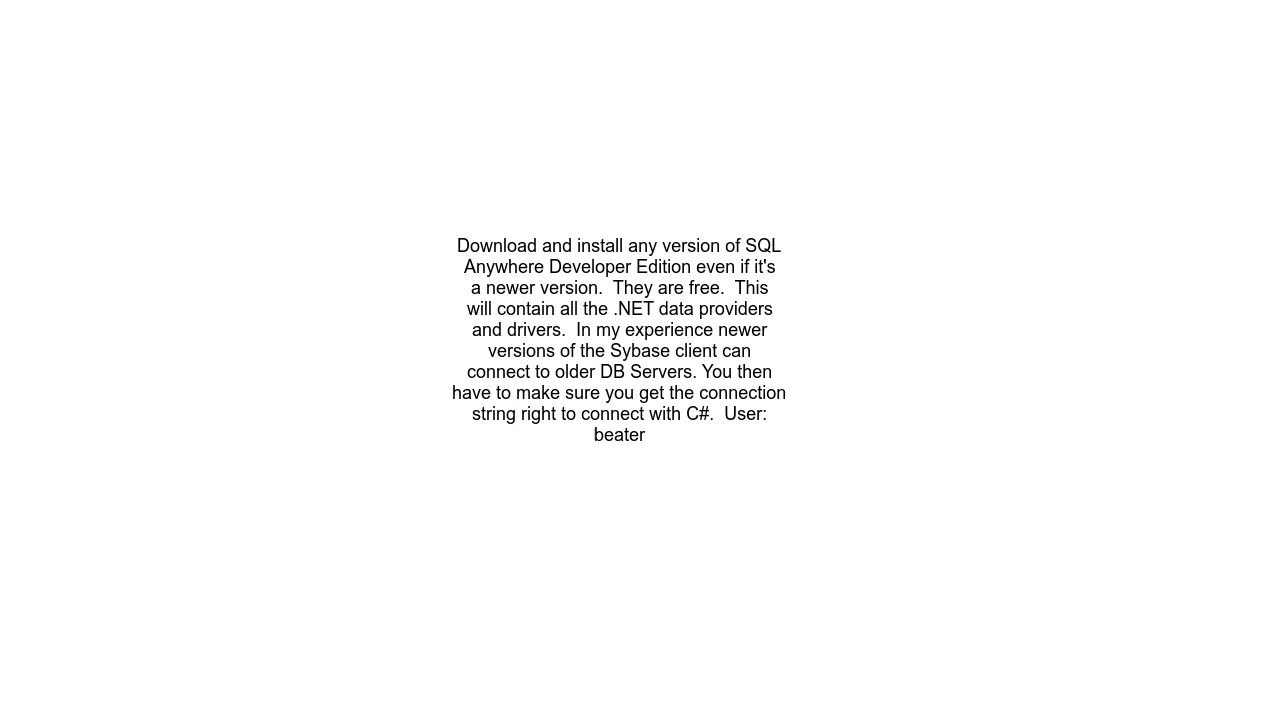 Download and install any version of SQL
Anywhere Developer Edition even if it's
a newer version.  They are free.  This
will contain all the .NET data providers
and drivers.  In my experience newer
versions of the Sybase client can
connect to older DB Servers. You then
have to make sure you get the connection
string right to connect with C#.  User:
beater